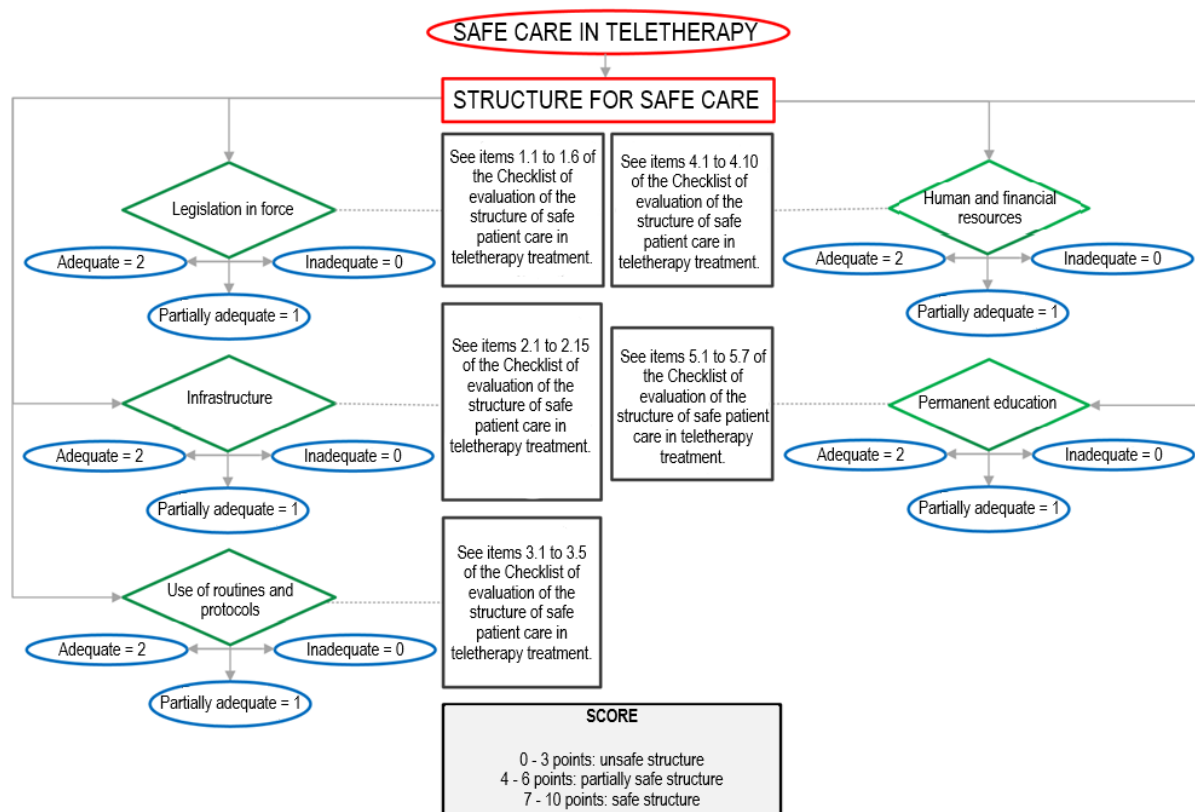 SAFE CARE IN TELETHERAPY
STRUCTURE FOR SAFE CARE
Legislation in force
Adequate = 2
Inadequate = 0
Partially adequate = 1
See items 1.1 to 1.6 of
the Checklist of
evaluation of the
structure of safe
patient care in
teletherapy treatment.
See items 4.1 to 4.10
of the Checklist of
evaluation of the
structure of safe
patient care in
teletherapy treatment.
Human and financial
resources
Adequate = 2
Inadequate = 0
Partially adequate = 1
Infrastructure
Adequate = 2
Inadequate = 0
Partially adequate = 1
See items 2.1 to 2.15
of the Checklist of
evaluation of the
structure of safe
patient care in
teletherapy treatment.
See items 5.1 to 5.7 of
the Checklist of
evaluation of the
structure of safe patient
care in teletherapy
treatment.
Permanent education
Adequate = 2
Inadequate = 0
Partially adequate = 1
Use of routines and
protocols
Adequate = 2
Inadequate = 0
Partially adequate = 1
See items 3.1 to 3.5
of the Checklist of
evaluation of the
structure of safe
patient care in
teletherapy treatment.
SCORE
0 - 3 points: unsafe structure
4 - 6 points: partially safe structure
7 - 10 points: safe structure